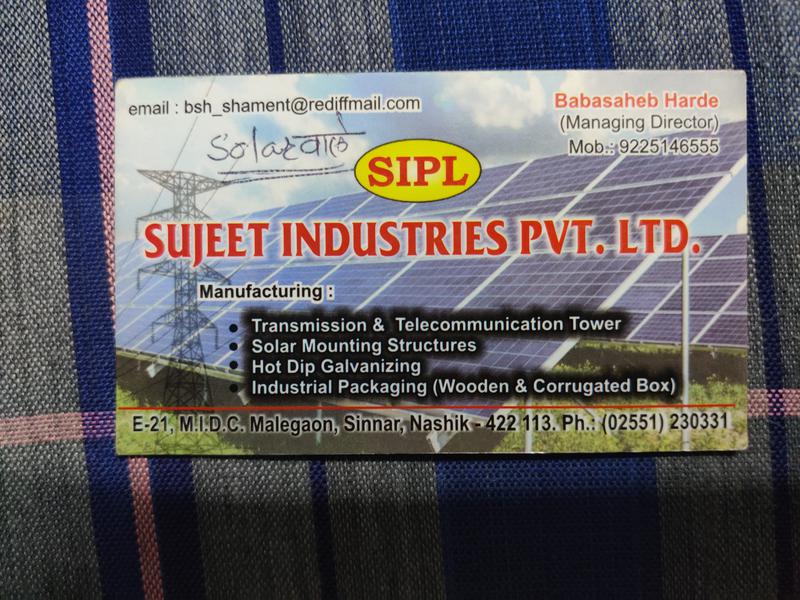 email : bsh_shament@rediffmail.com
Babasaheb Harde
(Managing Director)
Mob.: 9225146555
Solarवाले
SIPL
SUJEET INDUSTRIES PVT. LTD.
Manufacturing :
• Transmission & Telecommunication Tower
• Solar Mounting Structures
• Hot Dip Galvanizing
• Industrial Packaging (Wooden & Corrugated Box)
E-21, M.I.D.C. Malegaon, Sinnar, Nashik - 422 113. Ph.: (02551) 230331